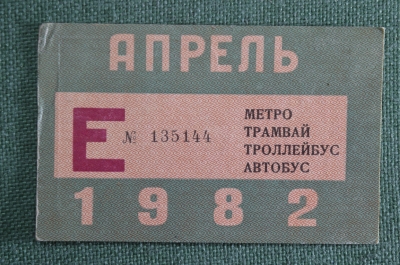 АПРЕЛЬ
Е № 135144
МЕТРО
ТРАМВАЙ
ТРОЛЛЕЙБУС
АВТОБУС
1982